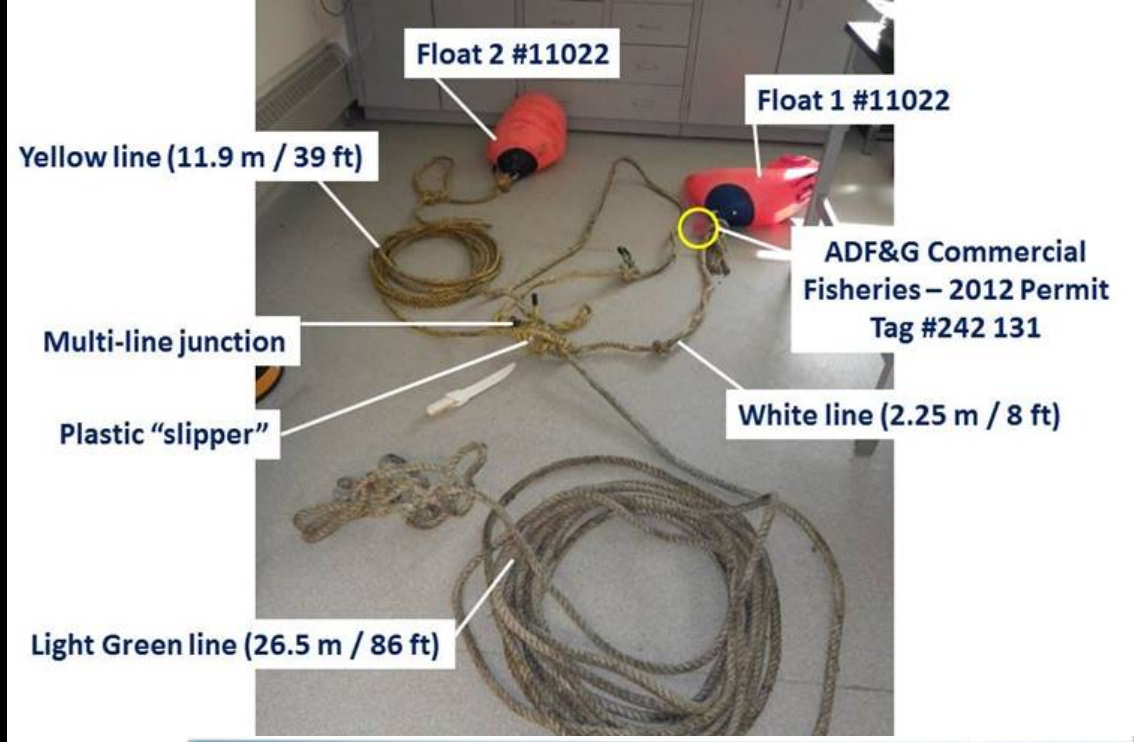 Float 2 #11022
Float 1 #11022
Yellow line (11.9 m / 39 ft)
ADF&G Commercial
Fisheries – 2012 Permit
Tag #242 131
Multi-line junction
White line (2.25 m / 8 ft)
Plastic “slipper”
Light Green line (26.5 m / 86 ft)